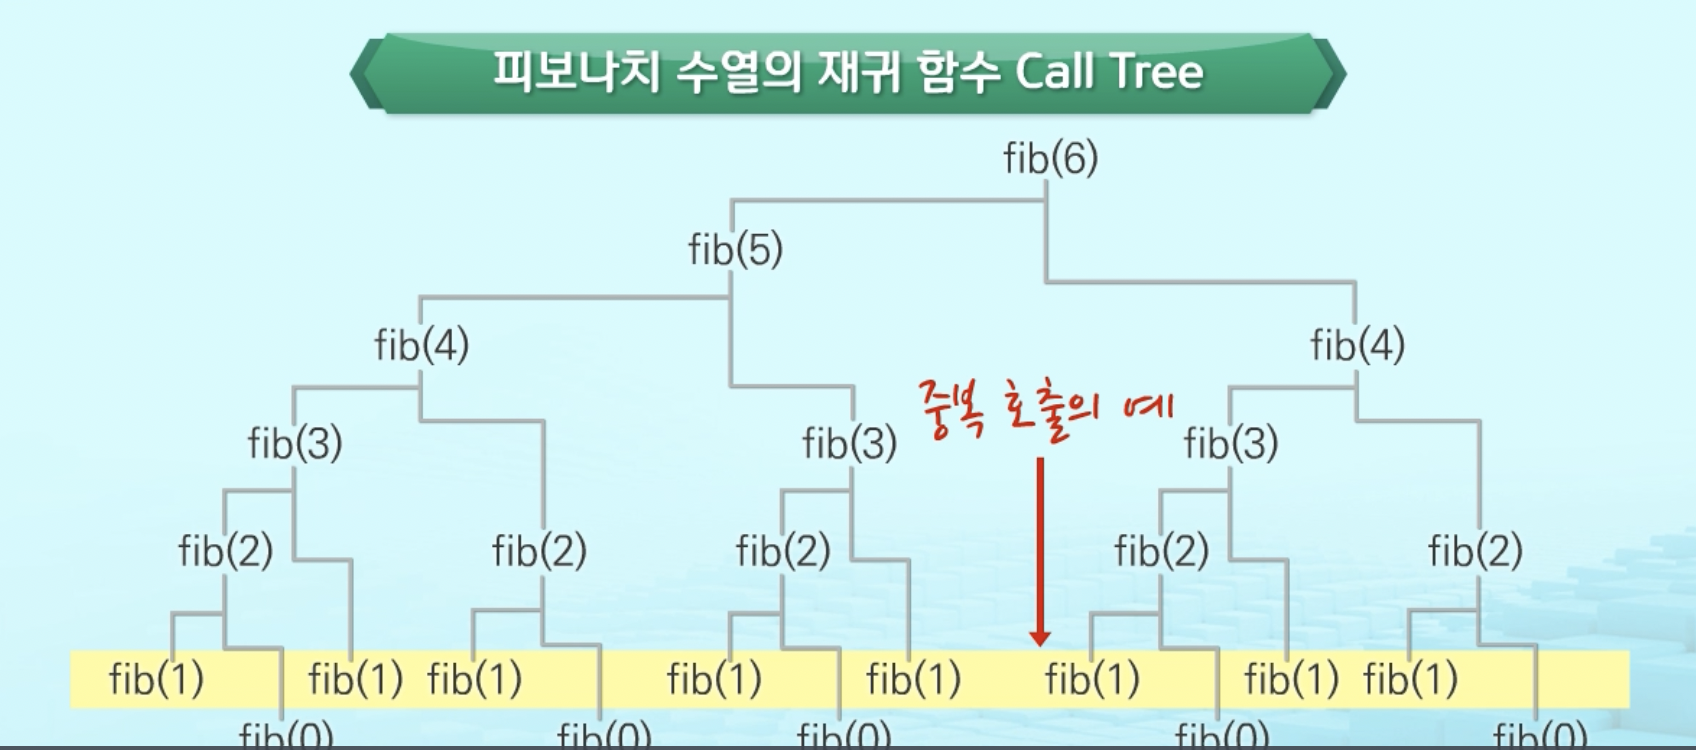 피보나치 수열의 재귀 함수 Call Tree
fib(6)
fib(5)
fib(4) fib(4)
중복 호출의 예
fib(3) fib(3) fib(3)
fib(2) fib(2) fib(2) fib(2) fib(2)
fib(1) fib(1) fib(1) fib(1) fib(1) fib(1) fib(1) fib(1)
fib(0) fib(0) fib(0) fib(0) fib(0)